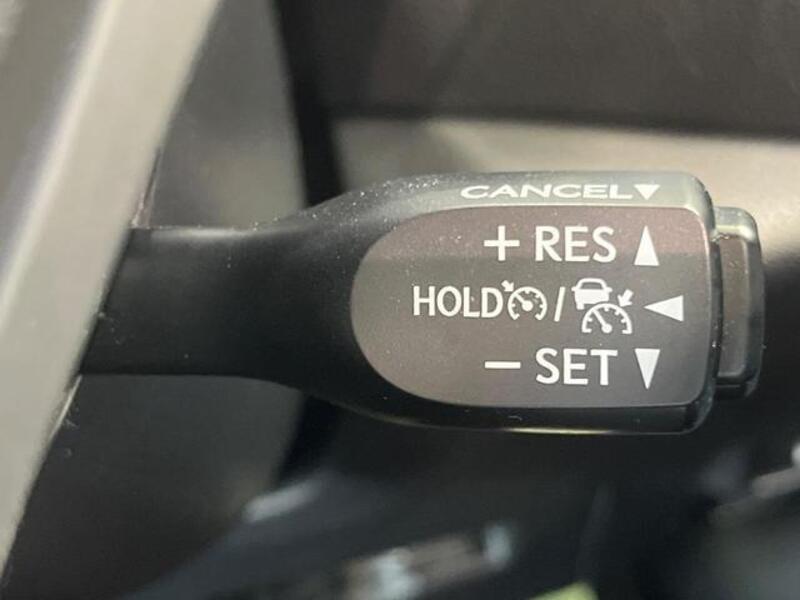 CANCEL▼
+ RES ▲
HOLD / ◀
− SET ▼